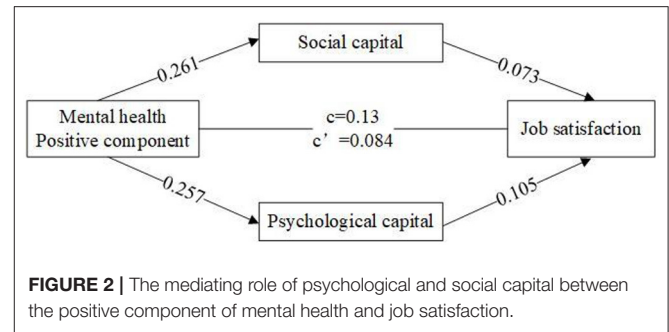 Social capital
0.261
0.073
Mental health
Positive component
c=0.13
c’ =0.084
Job satisfaction
0.257
0.105
Psychological capital
FIGURE 2 | The mediating role of psychological and social capital between
the positive component of mental health and job satisfaction.